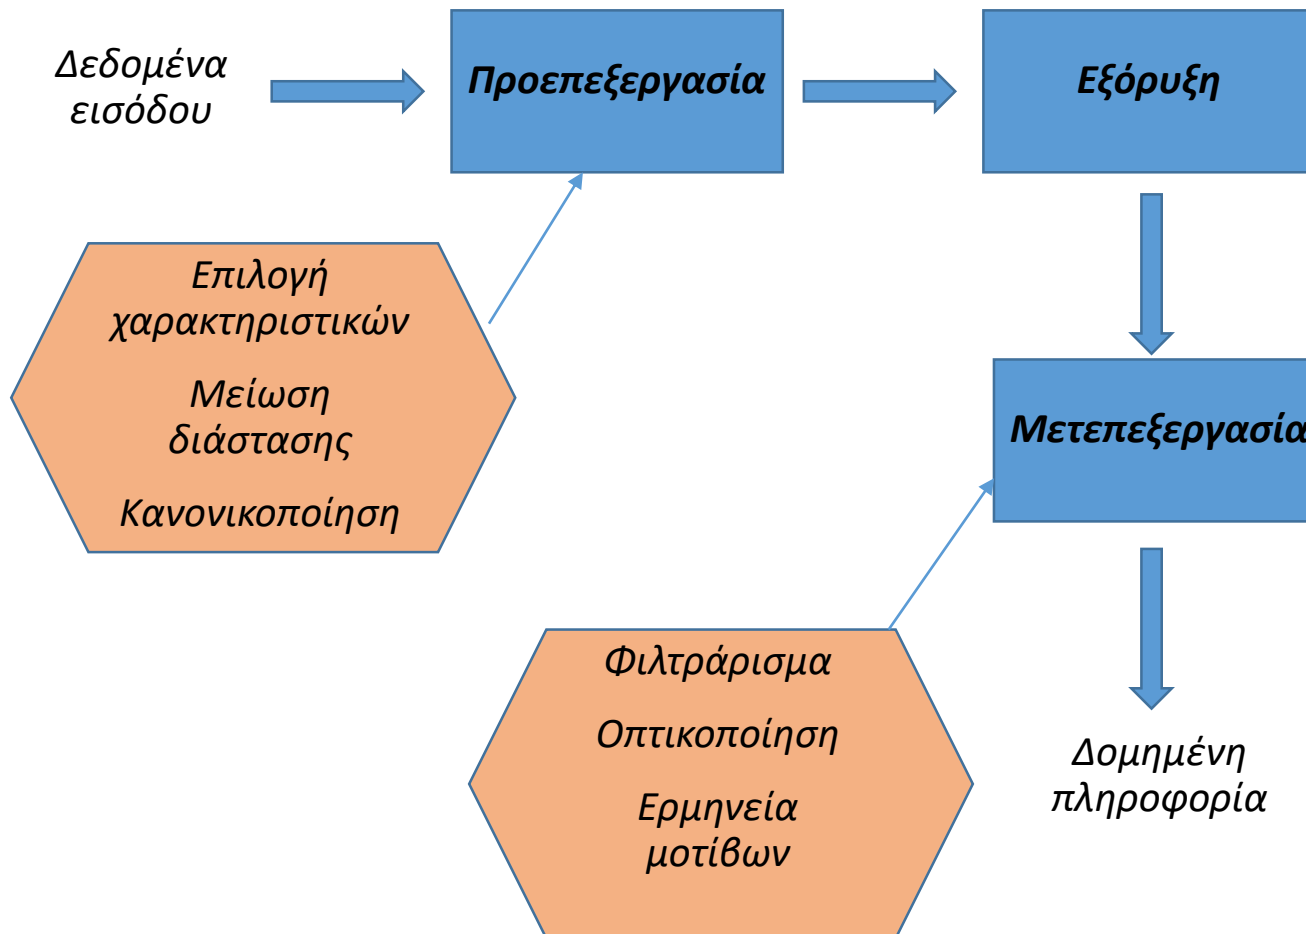 Δεδομένα
εισόδου
Προεπεξεργασία
Εξόρυξη
Επιλογή
χαρακτηριστικών
Μείωση
διάστασης
Κανονικοποίηση
Μετεπεξεργασία
Φιλτράρισμα
Οπτικοποίηση
Ερμηνεία
μοτίβων
Δομημένη
πληροφορία